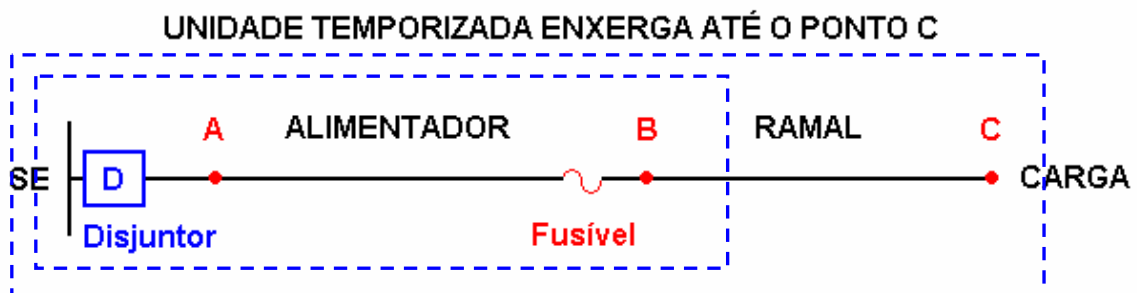 UNIDADE TEMPORIZADA ENXERGA ATÉ O PONTO C
A ALIMENTADOR B RAMAL C
SE D CARGA
Disjuntor Fusível